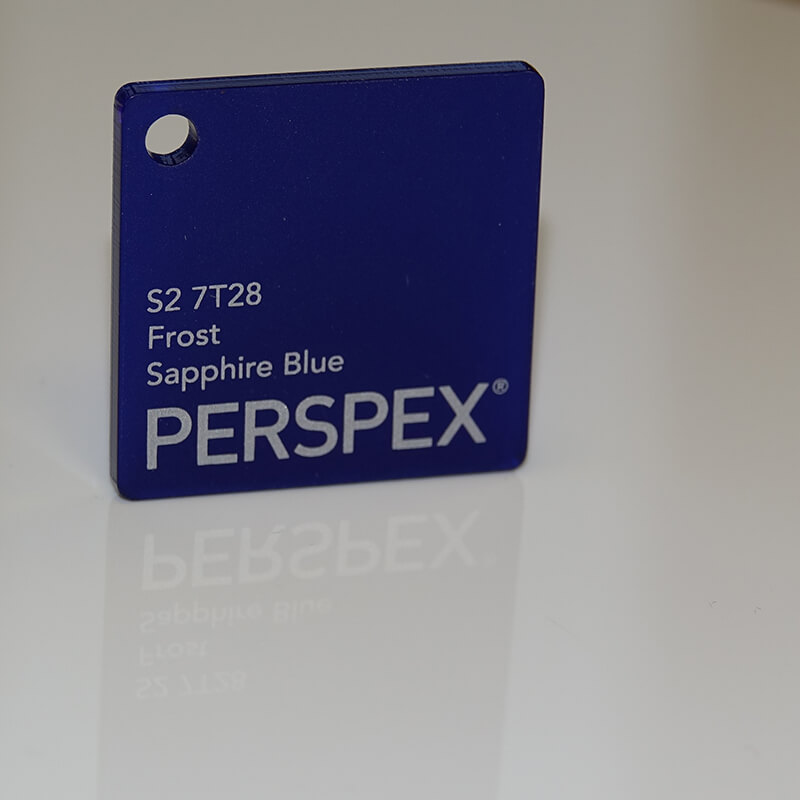 S2 7T28
Frost
Sapphire Blue
PERSPEX®